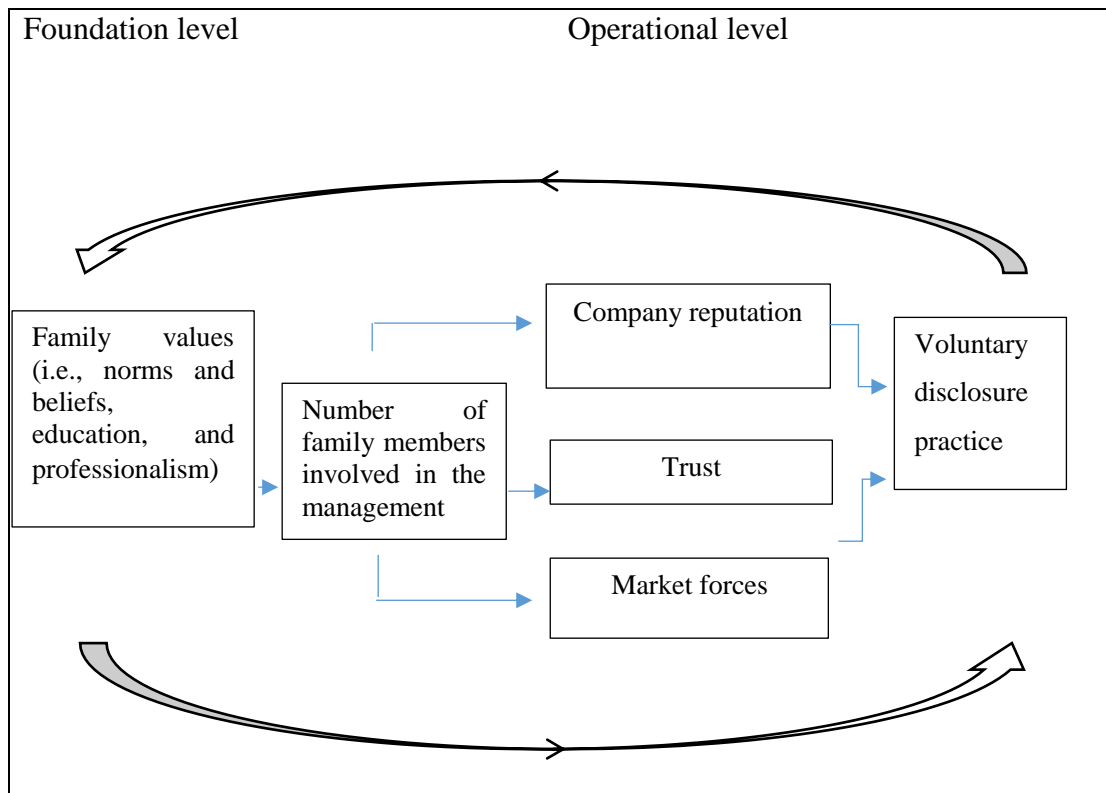 Foundation level
Operational level
Family values
(i.e., norms and
beliefs,
education, and
professionalism)
Number of
family members
involved in the
management
Company reputation
Trust
Market forces
Voluntary
disclosure
practice